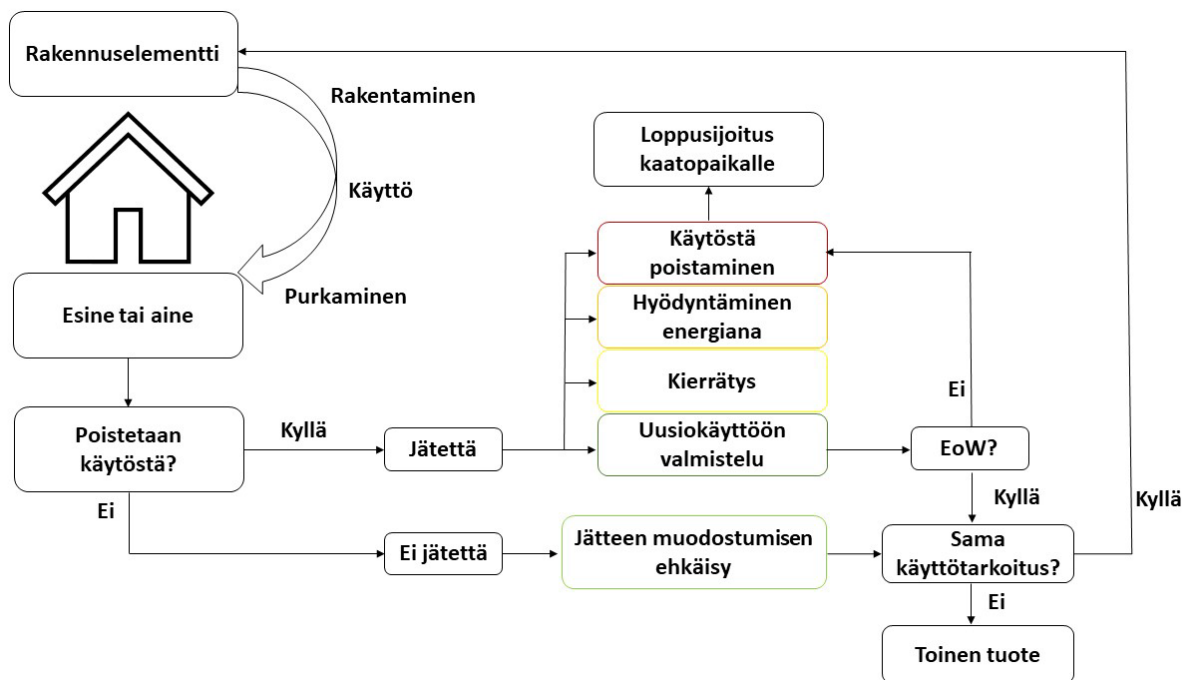 Rakennuselementti
Rakentaminen
Käyttö
Purkaminen
Esine tai aine
Poistetaan
käytöstä?
Kyllä
Ei
Jätettä
Ei jätettä
Loppusijoitus
kaatopaikalle
Käytöstä
poistaminen
Hyödyntäminen
energiana
Kierrätys
Uusiokäyttöön
valmistelu
Jätteen muodostumisen
ehkäisy
EoW?
Ei
Kyllä
Sama
käyttötarkoitus?
Kyllä
Ei
Toinen tuote